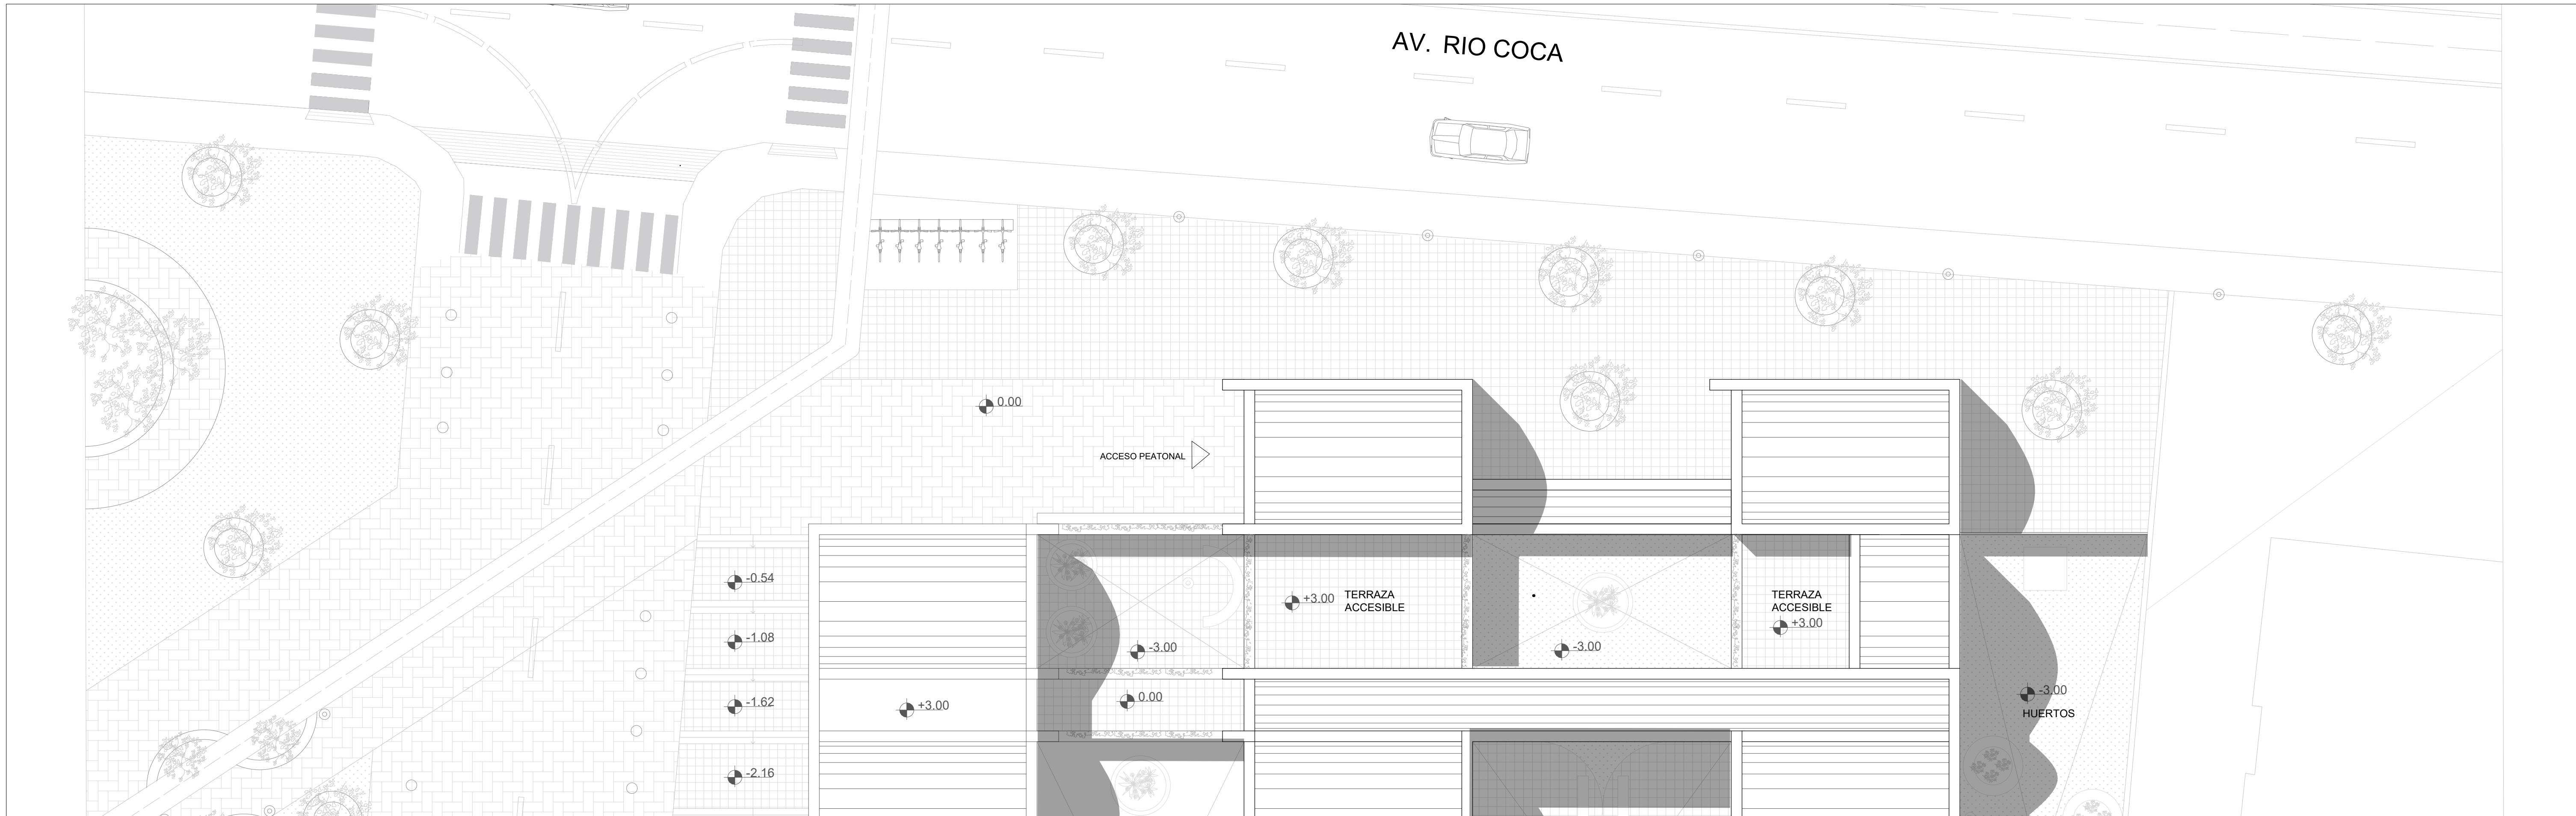 AV. RIO COCA
0.00
ACCESO PEATONAL
-0.54
+3.00
TERRAZA
ACCESIBLE
TERRAZA
ACCESIBLE
+3.00
-1.08
-3.00
-3.00
-1.62
+3.00
0.00
-3.00
HUERTOS
-2.16